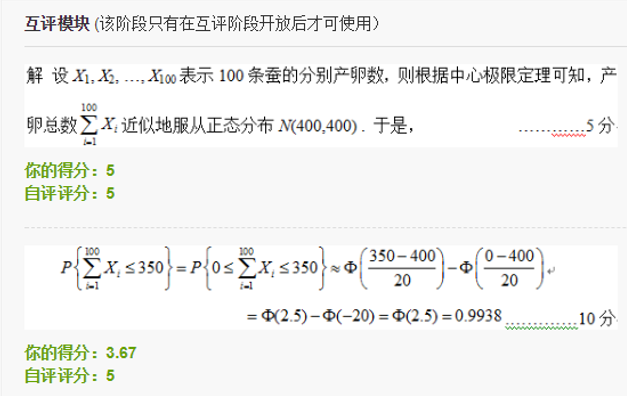 互评模块 (该阶段只有在互评阶段开放后才可使用)
解 设 X₁, X₂, …, X₁₀₀ 表示 100 条蚕的分别产卵数，则根据中心极限定理可知，产
卵总数 ∑_{i=1}^{100} X_i 近似地服从正态分布 N(400,400) . 于是， …………5 分
你的得分：5
自评评分：5
P{∑_{i=1}^{100} X_i ≤ 350} = P{0 ≤ ∑_{i=1}^{100} X_i ≤ 350} ≈ Φ((350−400)/20) − Φ((0−400)/20)
= Φ(2.5) − Φ(−20) = Φ(2.5) = 0.9938 …………10 分
你的得分：3.67
自评评分：5